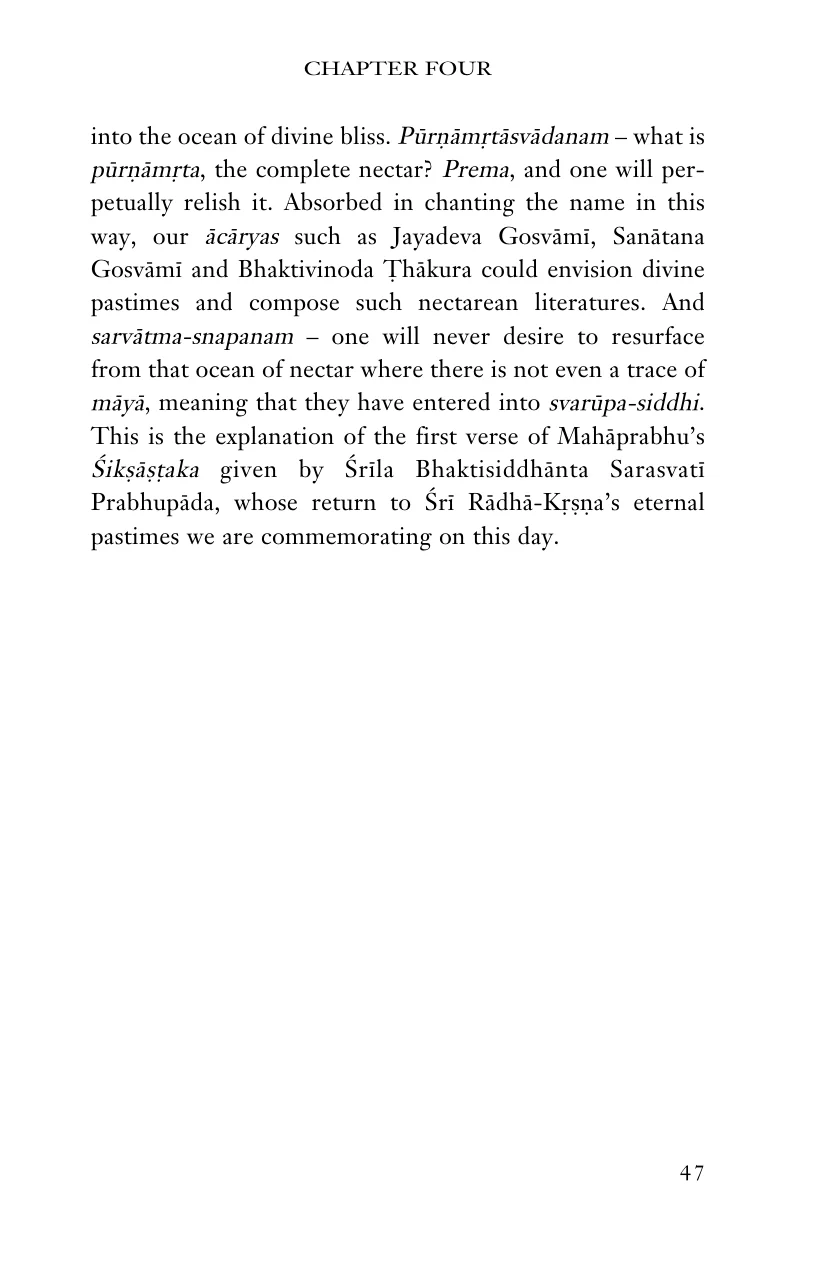 CHAPTER FOUR
into the ocean of divine bliss. Pūrṇāmṛtāsvādanam – what is
pūrṇāmṛta, the complete nectar? Prema, and one will per-
petually relish it. Absorbed in chanting the name in this
way, our ācāryas such as Jayadeva Gosvāmī, Sanātana
Gosvāmī and Bhaktivinoda Ṭhākura could envision divine
pastimes and compose such nectarean literatures. And
sarvātma-snapanam – one will never desire to resurface
from that ocean of nectar where there is not even a trace of
māyā, meaning that they have entered into svarūpa-siddhi.
This is the explanation of the first verse of Mahāprabhu’s
Śikṣāṣṭaka given by Śrīla Bhaktisiddhānta Sarasvatī
Prabhupāda, whose return to Śrī Rādhā-Kṛṣṇa’s eternal
pastimes we are commemorating on this day.
47